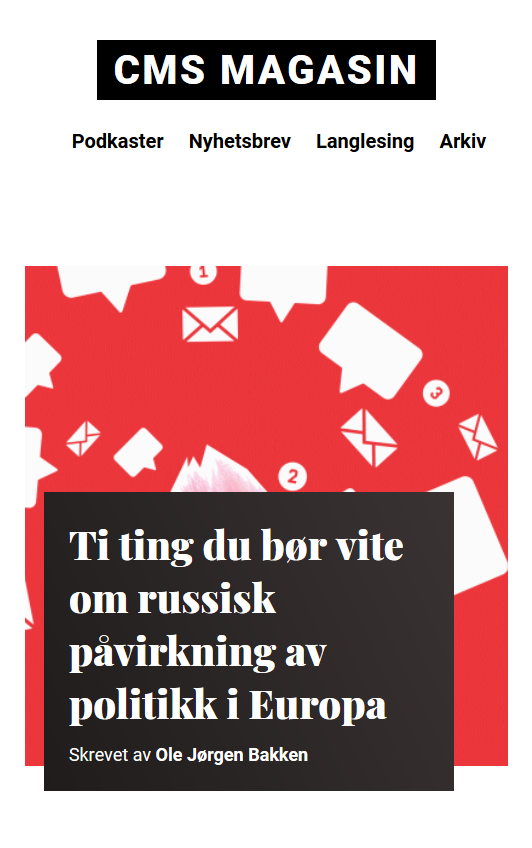 CMS MAGASIN
Podkaster Nyhetsbrev Langlesing Arkiv
1
3
2
Ti ting du bør vite
om russisk
påvirkning av
politikk i Europa
Skrevet av Ole Jørgen Bakken